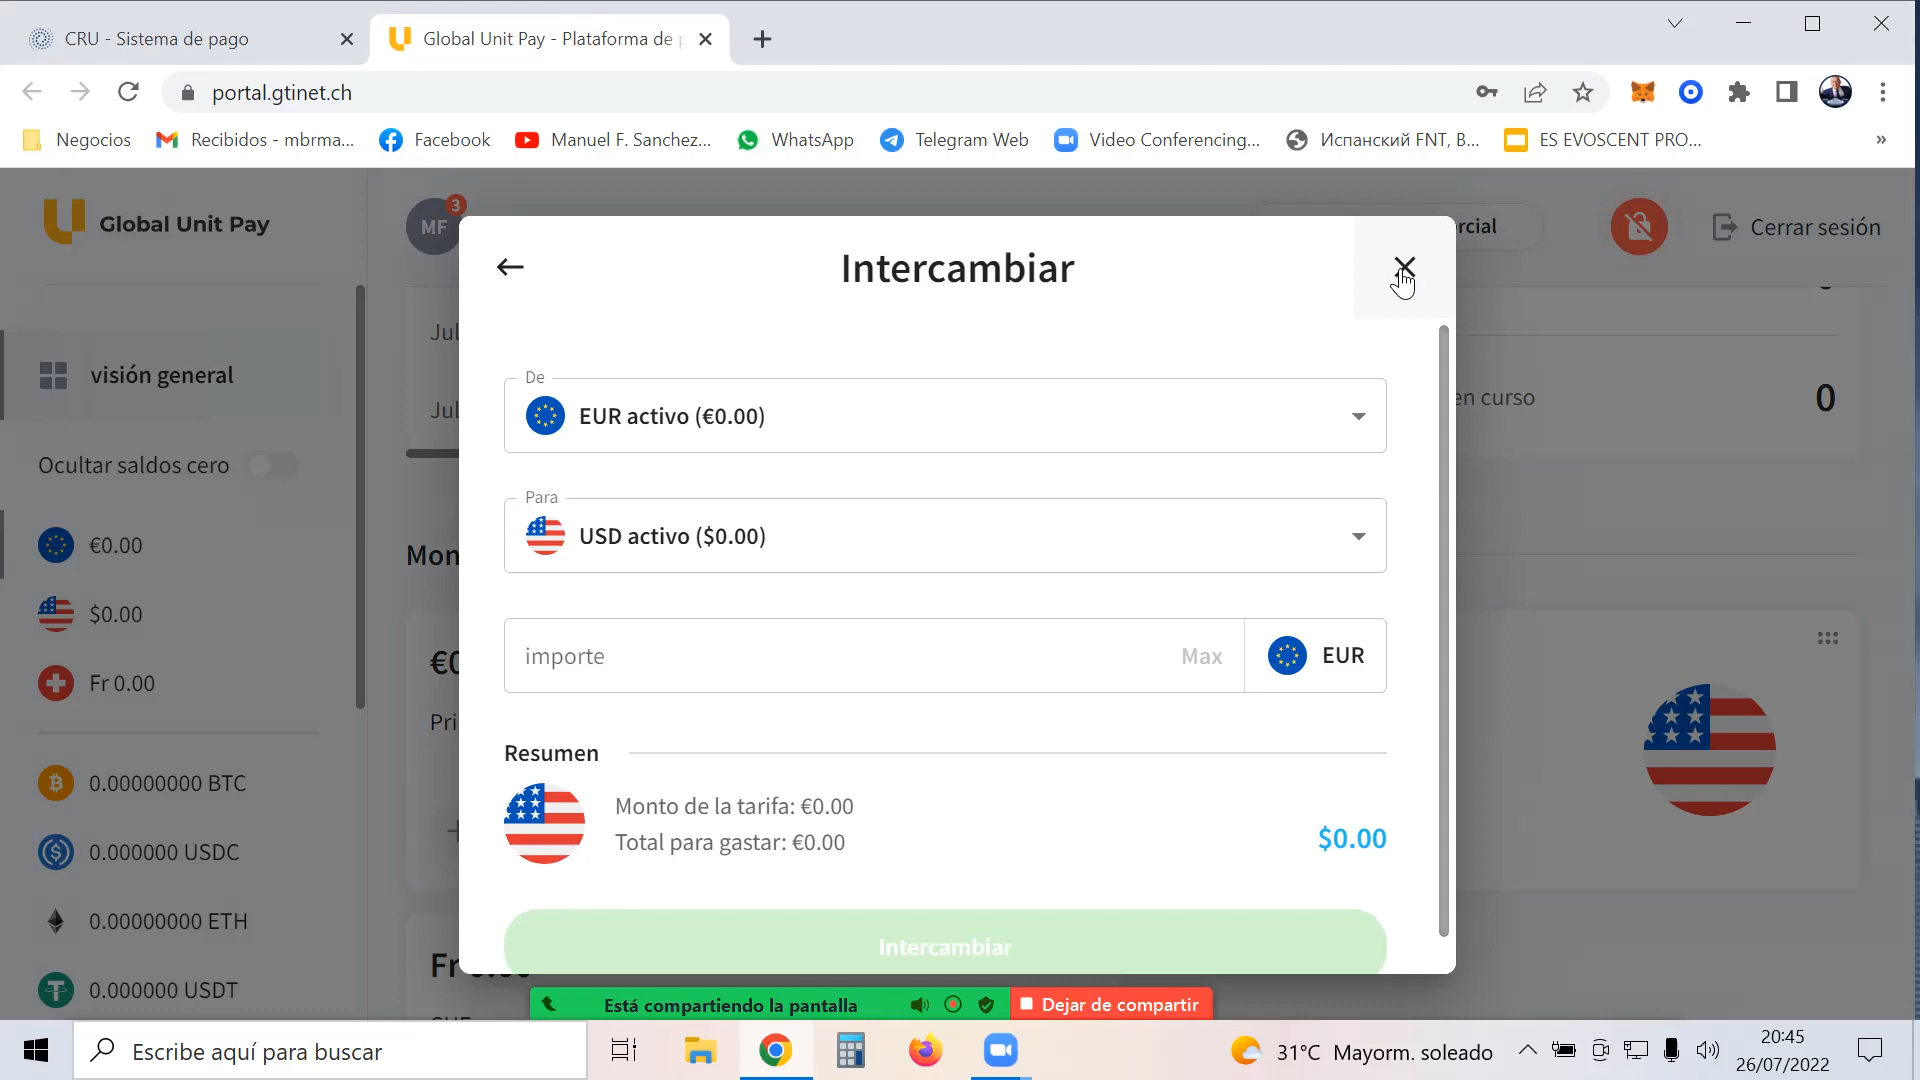 CRU - Sistema de pago
Global Unit Pay - Plataforma de p
portal.gtinet.ch
Negocios
Recibidos - mbrma...
Facebook
Manuel F. Sanchez...
WhatsApp
Telegram Web
Video Conferencing...
Испанский FNT, B...
ES EVOSCENT PRO...
»
Global Unit Pay
MF
3
rcial
Cerrar sesión
Intercambiar
visión general
Jul
Jul
en curso
0
De
EUR activo (€0.00)
Ocultar saldos cero
Para
USD activo ($0.00)
€0.00
$0.00
Fr 0.00
Mon
importe
Max
EUR
€0
Pri
Resumen
Monto de la tarifa: €0.00
Total para gastar: €0.00
$0.00
0.00000000 BTC
0.000000 USDC
0.00000000 ETH
0.000000 USDT
Intercambiar
Fr 0.00
Está compartiendo la pantalla
Dejar de compartir
Escribe aquí para buscar
31°C Mayorm. soleado
20:45
26/07/2022